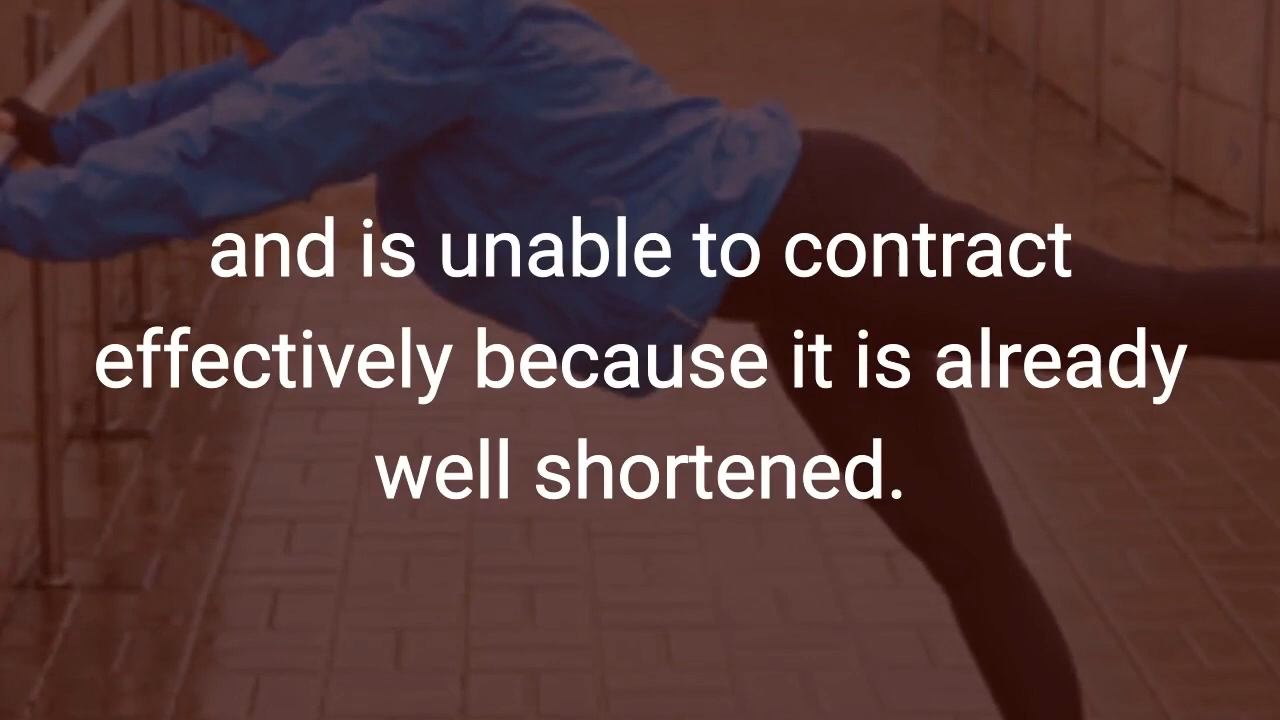 and is unable to contract
effectively because it is already
well shortened.